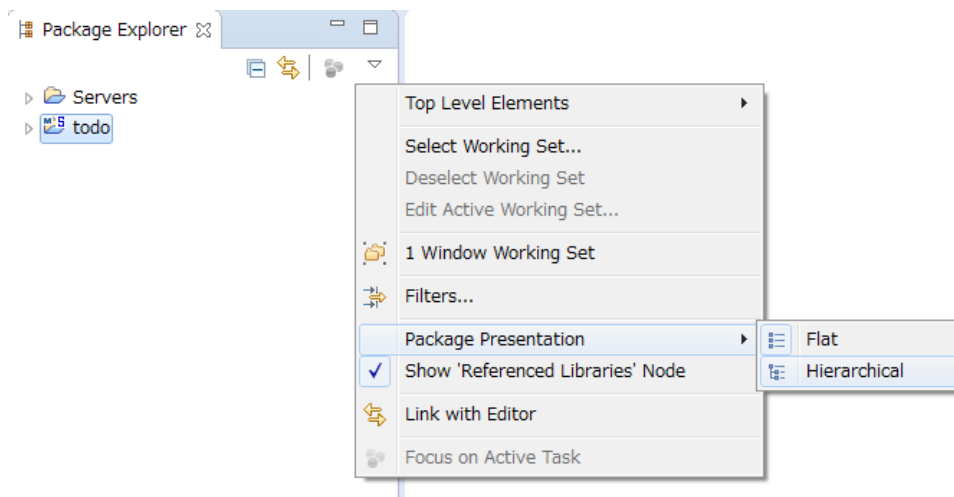 Package Explorer
Servers
todo
Top Level Elements
Select Working Set...
Deselect Working Set
Edit Active Working Set...
1 Window Working Set
Filters...
Package Presentation
Flat
Show 'Referenced Libraries' Node
Hierarchical
Link with Editor
Focus on Active Task